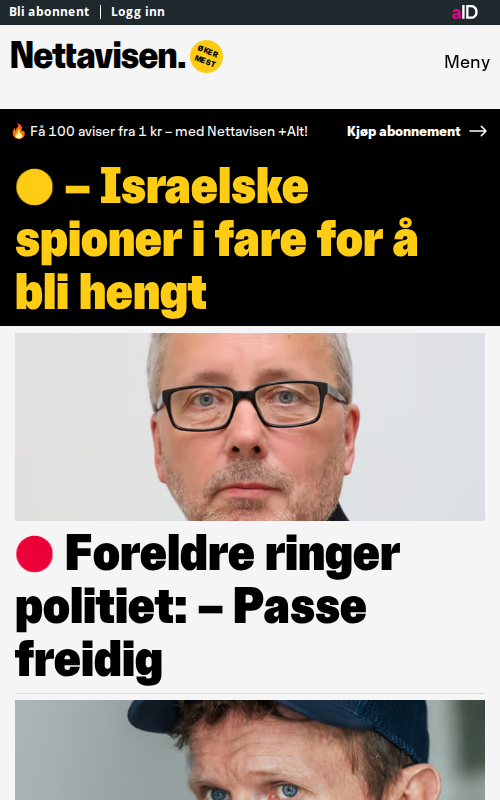 Bli abonnent
Logg inn
aID
Nettavisen.
ØKER
MEST
Meny
🔥 Få 100 aviser fra 1 kr – med Nettavisen +Alt!
Kjøp abonnement →
– Israelske
spioner i fare for å
bli hengt
Foreldre ringer
politiet: – Passe
freidig